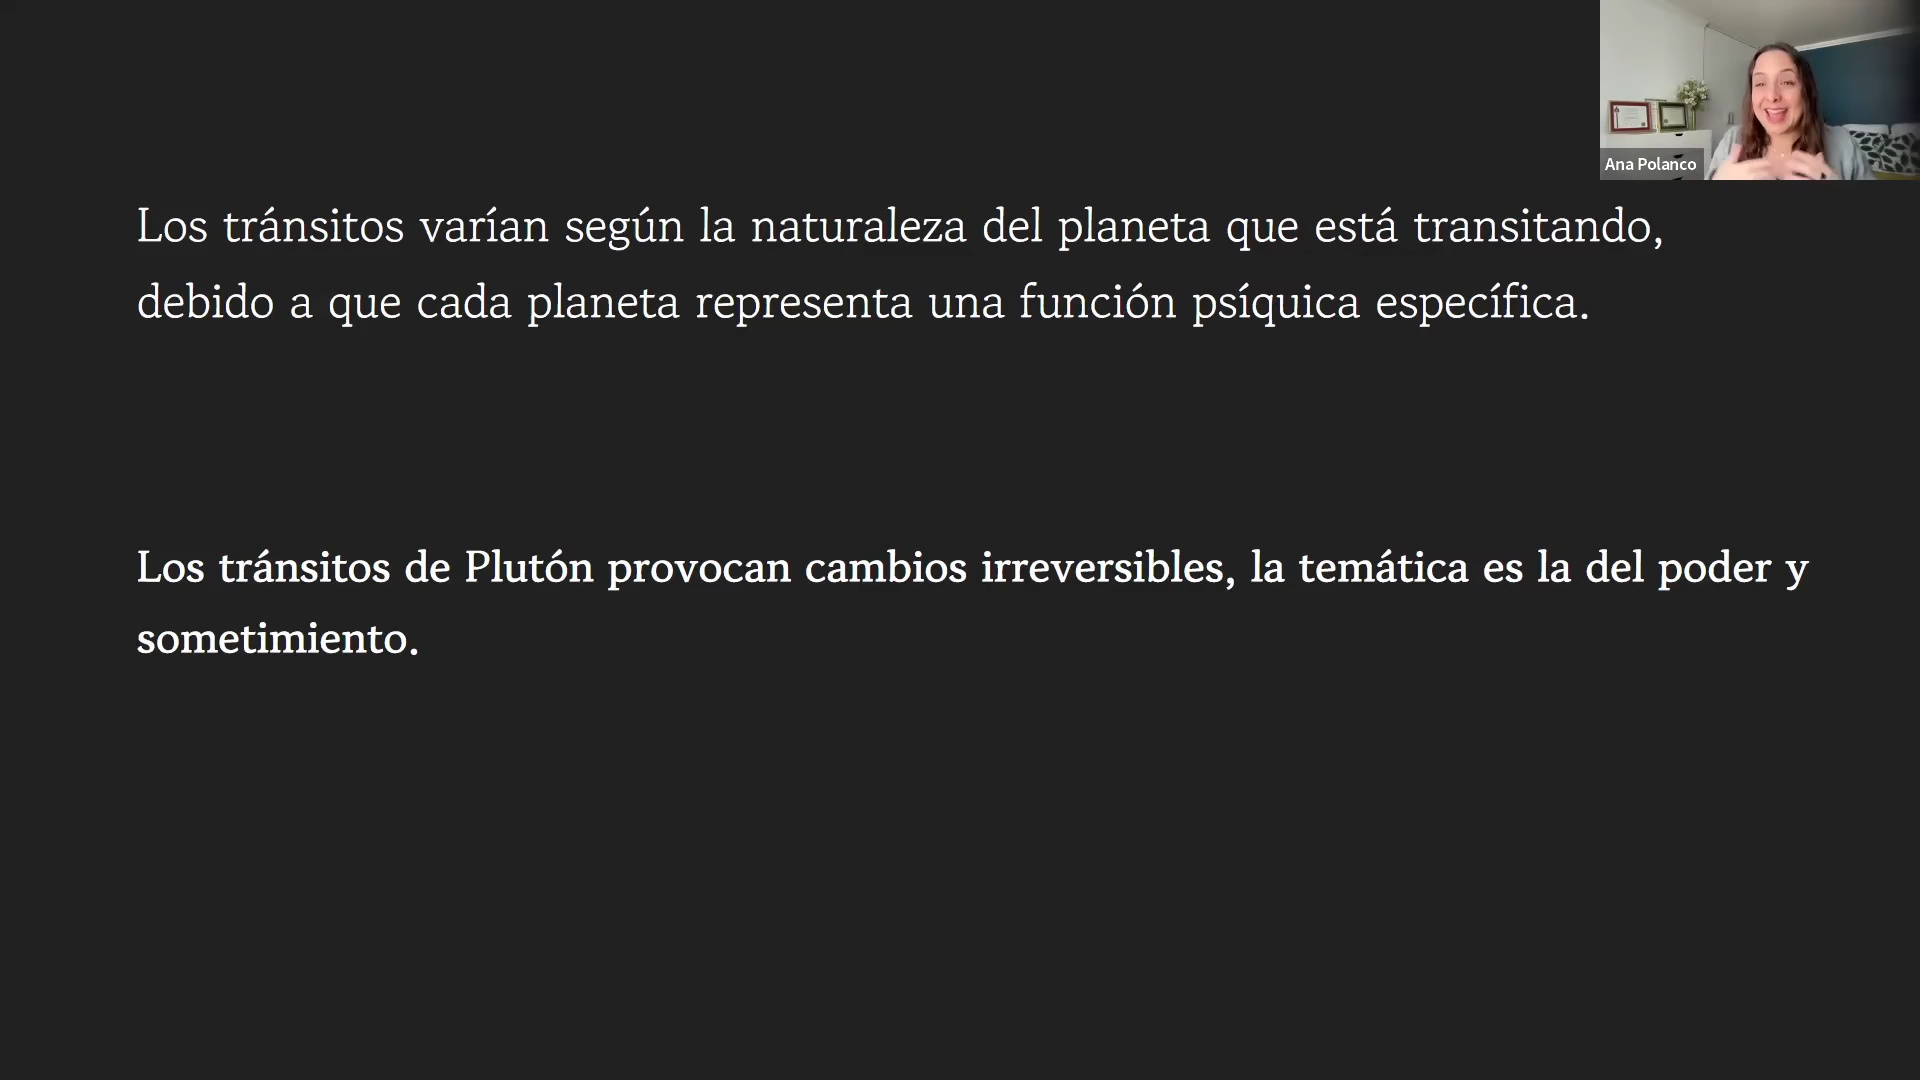 Ana Polanco
Los tránsitos varían según la naturaleza del planeta que está transitando,
debido a que cada planeta representa una función psíquica específica.
Los tránsitos de Plutón provocan cambios irreversibles, la temática es la del poder y
sometimiento.